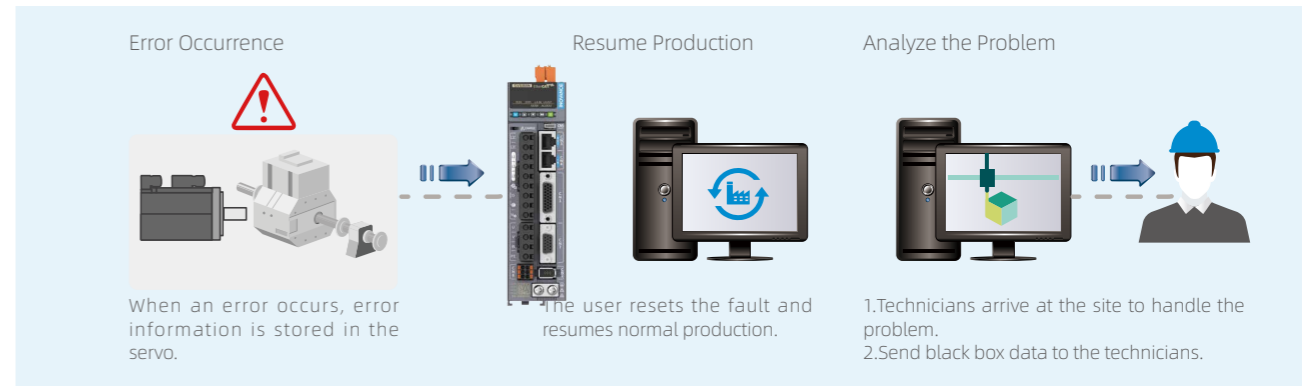 Error Occurrence
Resume Production
Analyze the Problem
When an error occurs, error
information is stored in the
servo.
The user resets the fault and
resumes normal production.
1.Technicians arrive at the site to handle the
problem.
2.Send black box data to the technicians.